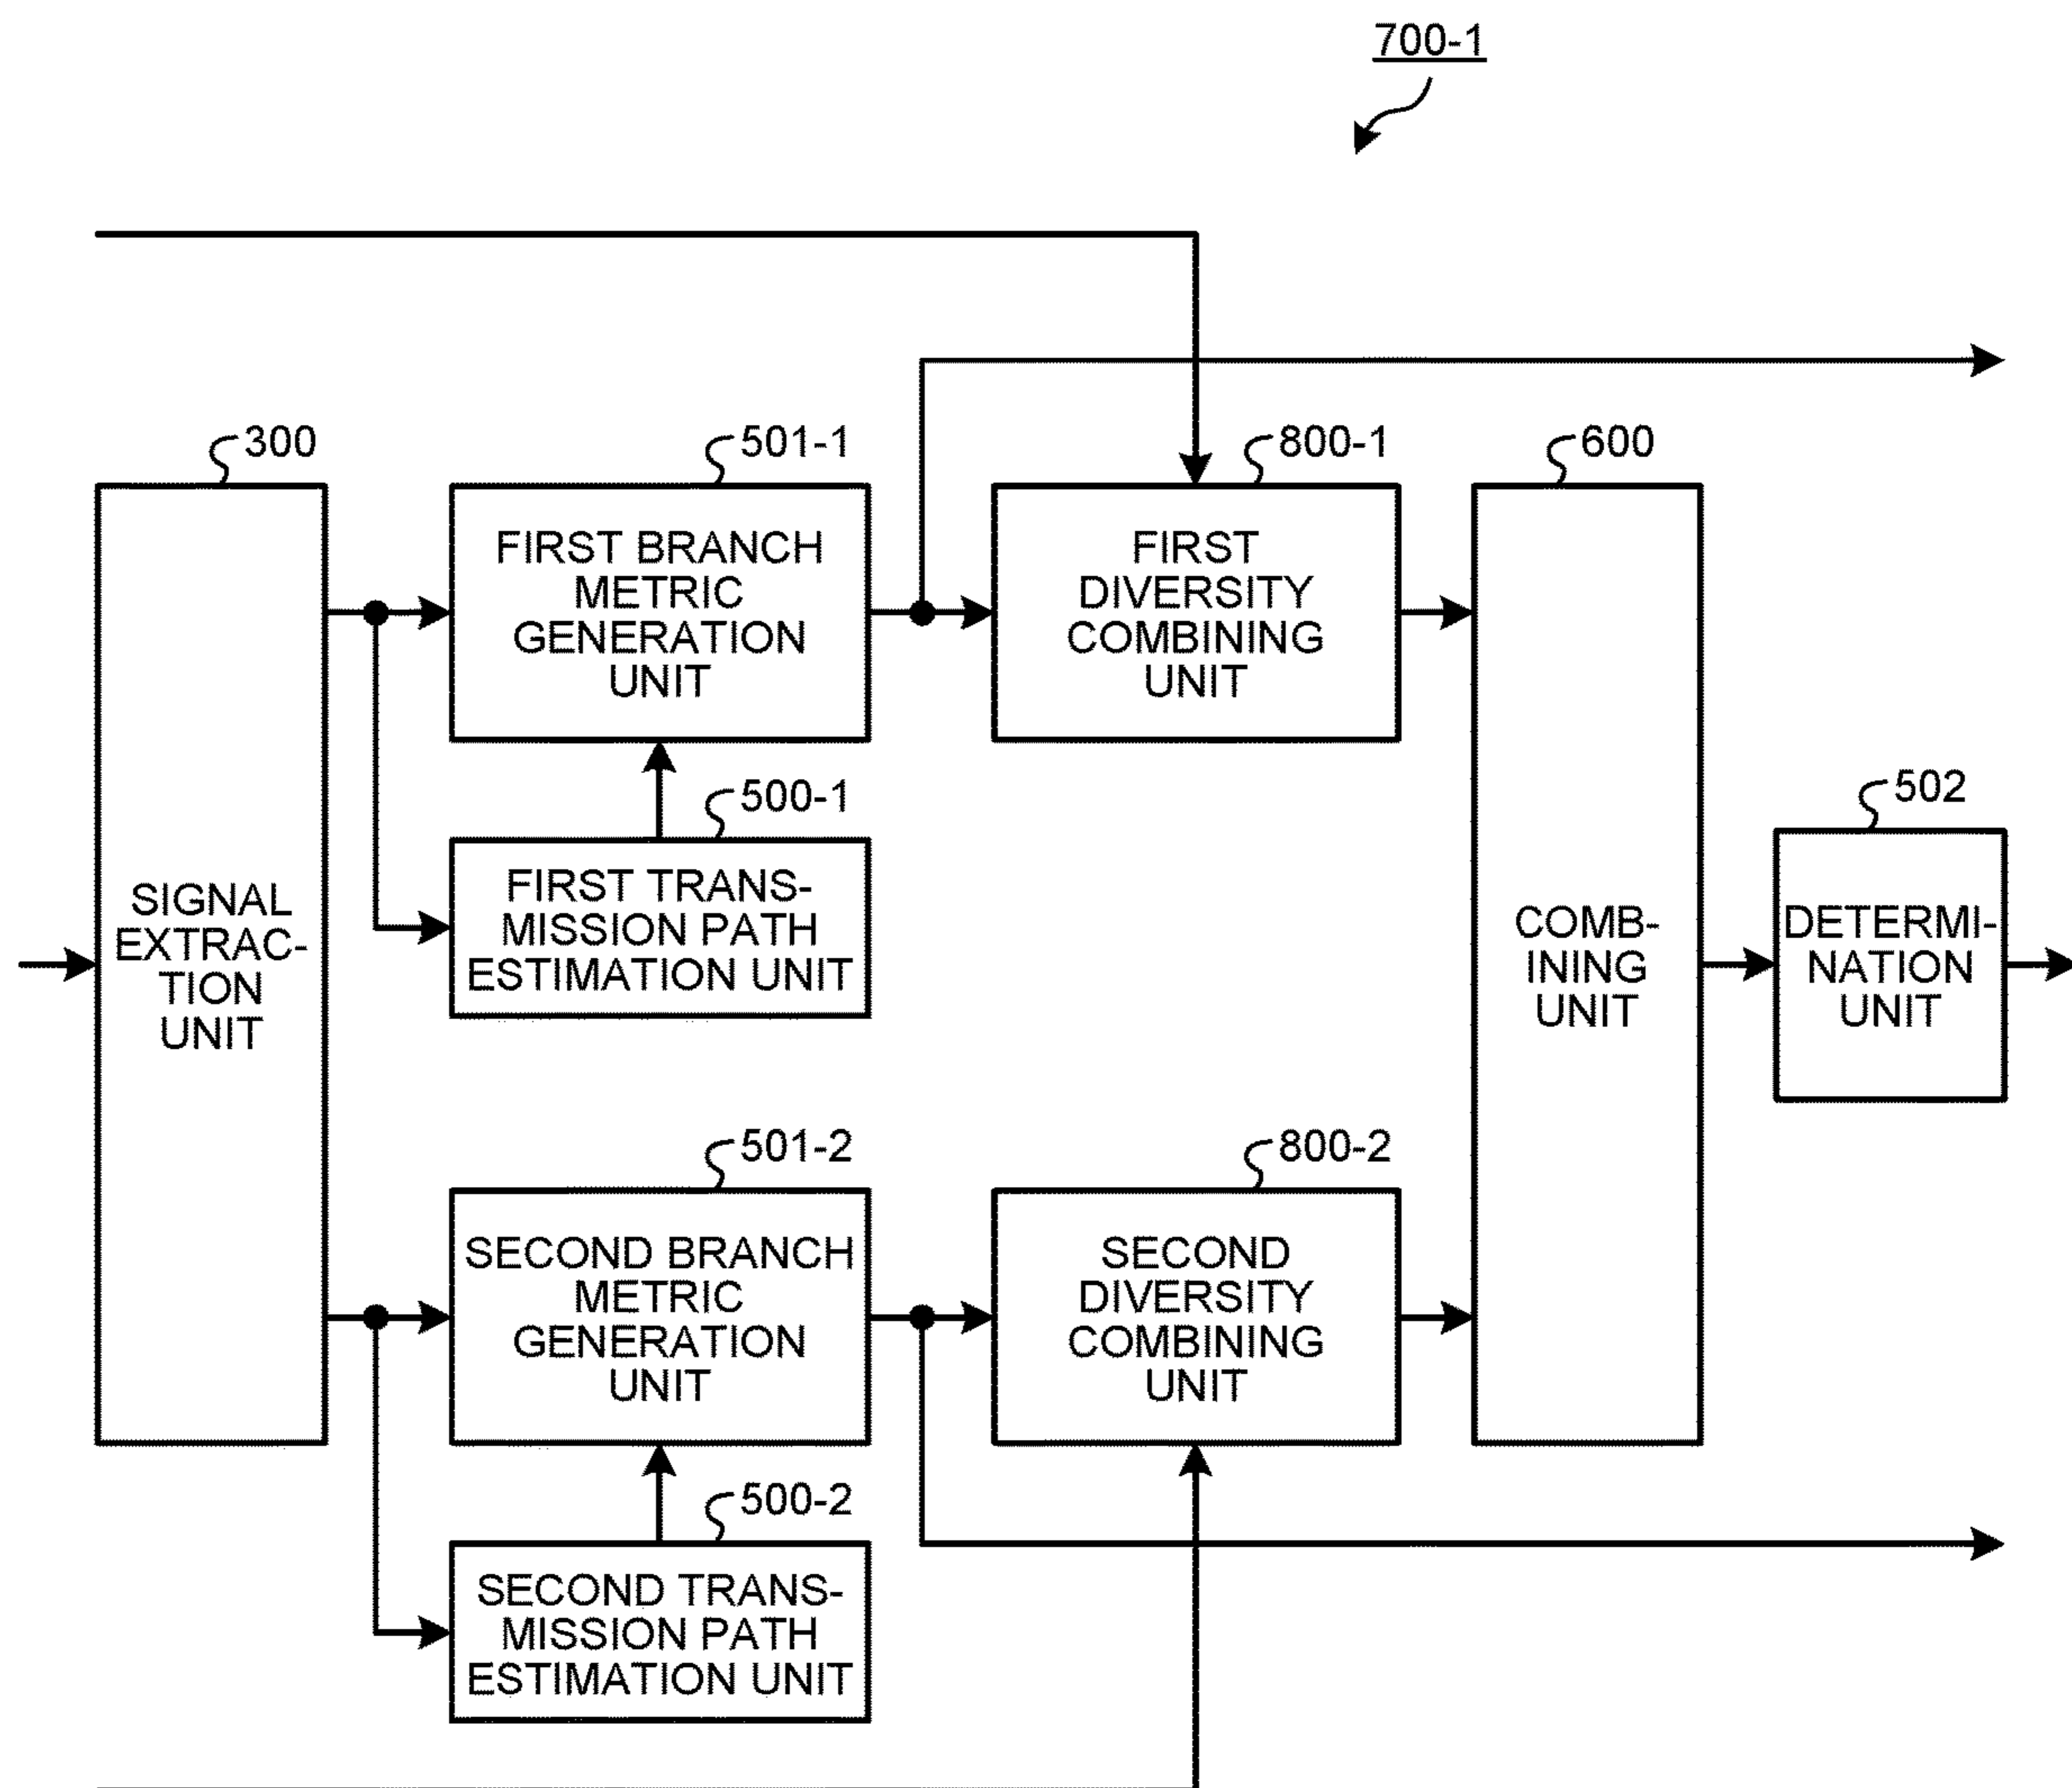 700-1
300
501-1
800-1
600
FIRST BRANCH
METRIC
GENERATION
UNIT
FIRST
DIVERSITY
COMBINING
UNIT
500-1
502
FIRST TRANS-
MISSION PATH
ESTIMATION UNIT
SIGNAL
EXTRAC-
TION
UNIT
COMB-
INING
UNIT
DETERMI-
NATION
UNIT
501-2
800-2
SECOND BRANCH
METRIC
GENERATION
UNIT
SECOND
DIVERSITY
COMBINING
UNIT
500-2
SECOND TRANS-
MISSION PATH
ESTIMATION UNIT